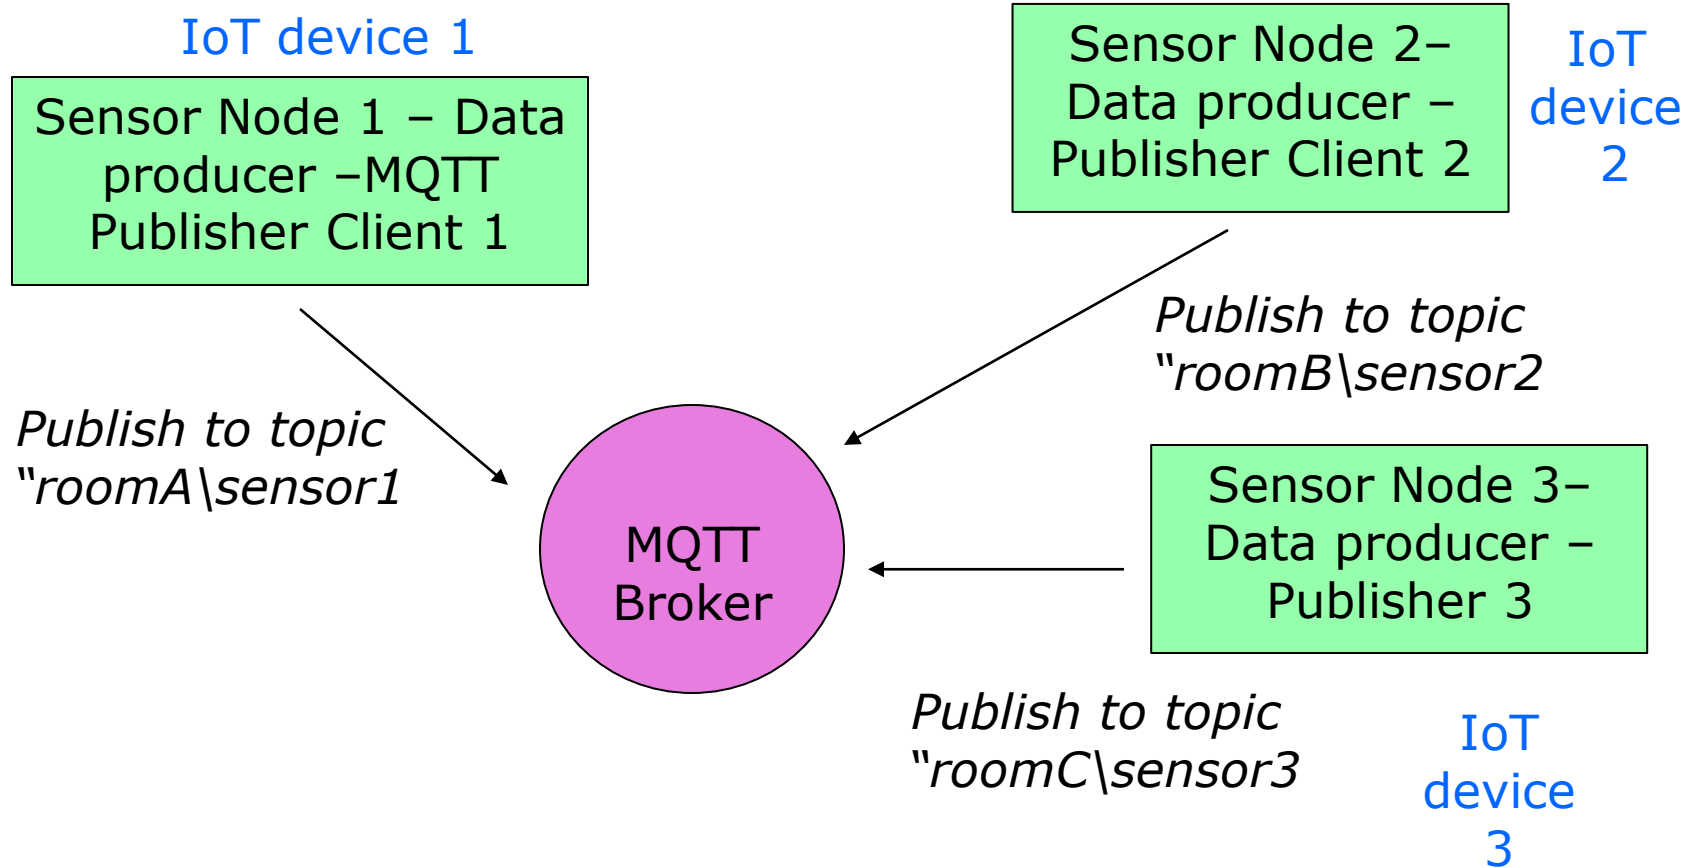 IoT device 1
Sensor Node 1 – Data
producer –MQTT
Publisher Client 1
Sensor Node 2–
Data producer –
Publisher Client 2
IoT
device
2
Publish to topic
“roomA\sensor1
Publish to topic
“roomB\sensor2
MQTT
Broker
Sensor Node 3–
Data producer –
Publisher 3
Publish to topic
“roomC\sensor3
IoT
device
3